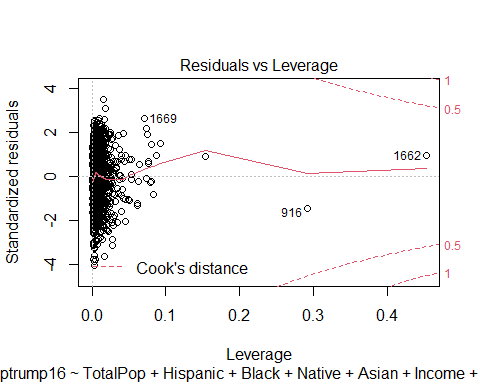 Residuals vs Leverage
Standardized residuals
4
2
0
-2
-4
1669
1662
916
1
0.5
0.5
1
Cook's distance
0.0 0.1 0.2 0.3 0.4
Leverage
ptrump16 ~ TotalPop + Hispanic + Black + Native + Asian + Income +